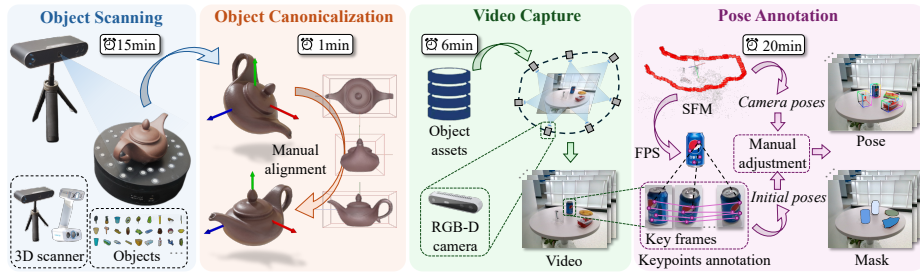 Object Scanning
15min
3D scanner
Objects
Object Canonicalization
1min
Manual
alignment
Video Capture
6min
Object
assets
RGB-D
camera
Video
Pose Annotation
20min
SFM
FPS
Camera poses
Manual
adjustment
Initial poses
Key frames
Keypoints annotation
Pose
Mask